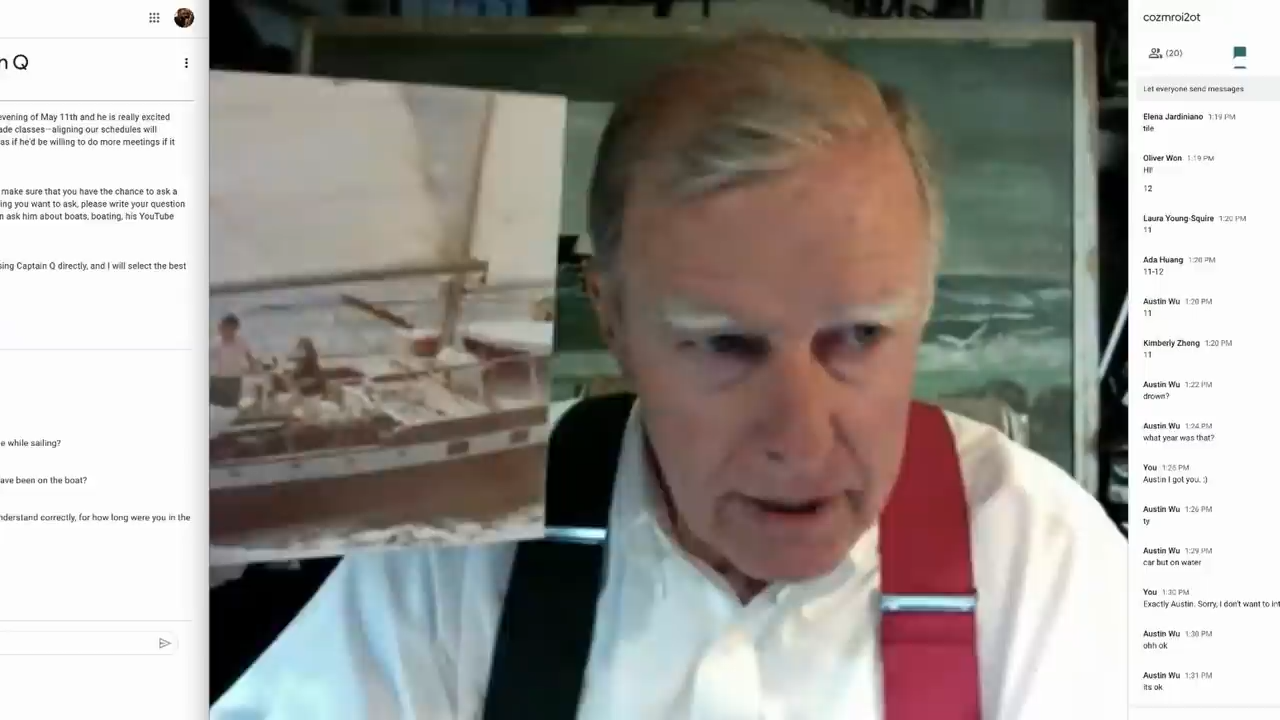 n Q
evening of May 11th and he is really excited
ade classes--aligning our schedules will
as if he'd be willing to do more meetings if it
make sure that you have the chance to ask a
ing you want to ask, please write your question
n ask him about boats, boating, his YouTube
sing Captain Q directly, and I will select the best
e while sailing?
ave been on the boat?
nderstand correctly, for how long were you in the
cozmroi2ot
(20)
Let everyone send messages
Elena Jardiniano 1:19 PM
tile
Oliver Won 1:19 PM
HI!
12
Laura Young-Squire 1:20 PM
11
Ada Huang 1:20 PM
11-12
Austin Wu 1:20 PM
11
Kimberly Zheng 1:20 PM
11
Austin Wu 1:22 PM
drown?
Austin Wu 1:24 PM
what year was that?
You 1:25 PM
Austin I got you. :)
Austin Wu 1:26 PM
ty
Austin Wu 1:29 PM
car but on water
You 1:30 PM
Exactly Austin. Sorry, I don't want to int
Austin Wu 1:30 PM
ohh ok
Austin Wu 1:31 PM
its ok